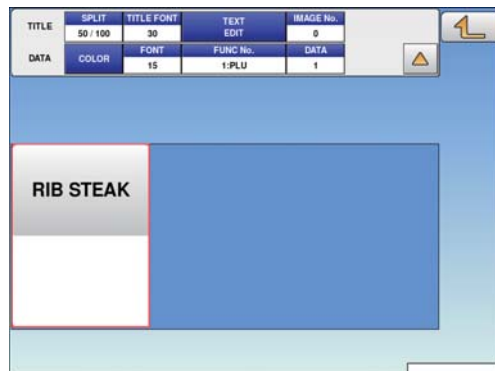 TITLE SPLIT TITLE FONT TEXT EDIT IMAGE No.
50 / 100 30 0
DATA COLOR FONT FUNC No. DATA
15 1:PLU 1
RIB STEAK